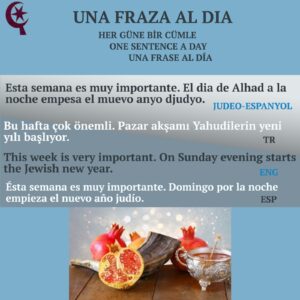 UNA FRAZA AL DIA
HER GÜNE BİR CÜMLE
ONE SENTENCE A DAY
UNA FRASE AL DÍA
Esta semana es muy importante. El dia de Alhad a la
noche empesa el muevo anyo djudyo.
JUDEO-ESPANYOL
Bu hafta çok önemli. Pazar akşamı Yahudilerin yeni
yılı başlıyor.
TR
This week is very important. On Sunday evening starts
the Jewish new year.
ENG
Ésta semana es muy importante. Domingo por la noche
empieza el nuevo año judío.
ESP